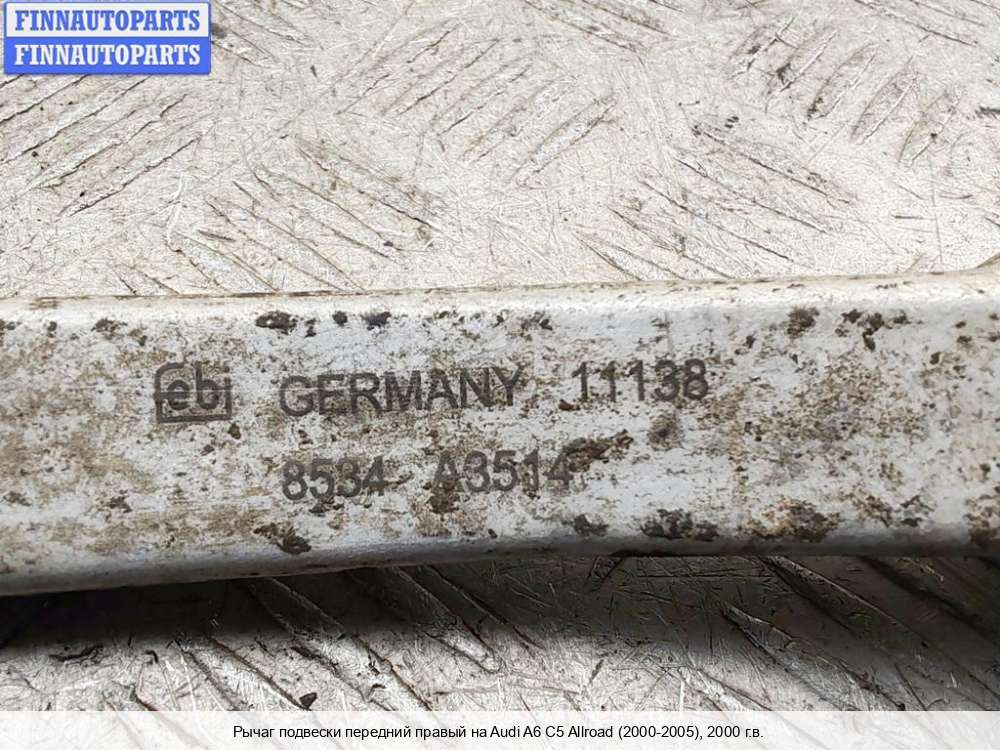 FINNAUTOPARTS
FINNAUTOPARTS
febi GERMANY 11138
8534 A3514
Рычаг подвески передний правый на Audi A6 C5 Allroad (2000-2005), 2000 г.в.